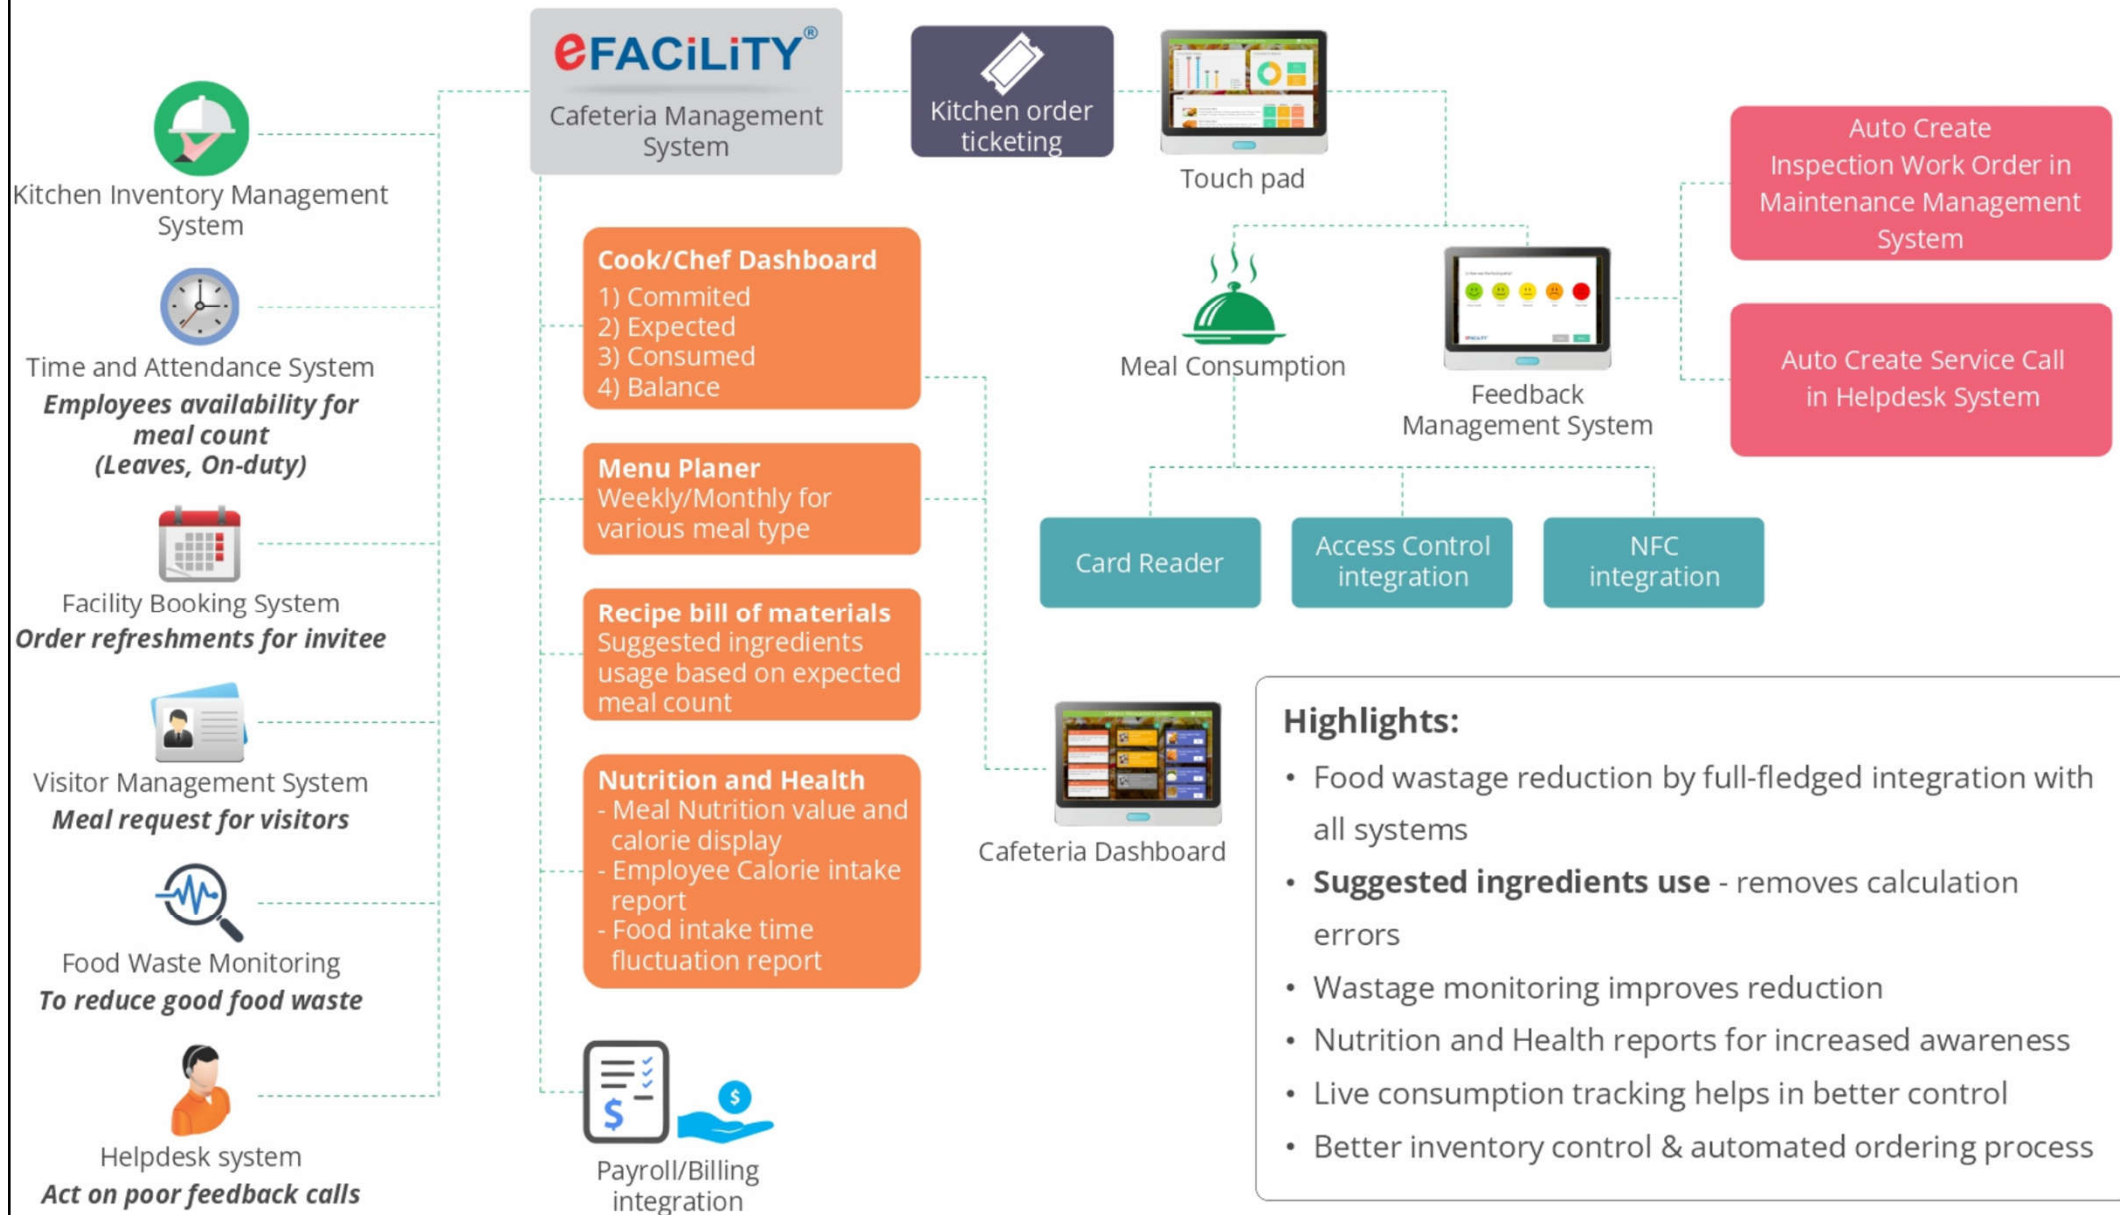 eFACiLiTY®
Cafeteria Management
System
Kitchen order
ticketing
Touch pad
Kitchen Inventory Management
System
Time and Attendance System
Employees availability for
meal count
(Leaves, On-duty)
Facility Booking System
Order refreshments for invitee
Visitor Management System
Meal request for visitors
Food Waste Monitoring
To reduce good food waste
Helpdesk system
Act on poor feedback calls
Cook/Chef Dashboard
1) Commited
2) Expected
3) Consumed
4) Balance
Menu Planer
Weekly/Monthly for
various meal type
Recipe bill of materials
Suggested ingredients
usage based on expected
meal count
Nutrition and Health
- Meal Nutrition value and
calorie display
- Employee Calorie intake
report
- Food intake time
fluctuation report
Payroll/Billing
integration
Meal Consumption
Feedback
Management System
Auto Create
Inspection Work Order in
Maintenance Management
System
Auto Create Service Call
in Helpdesk System
Card Reader
Access Control
integration
NFC
integration
Cafeteria Dashboard
Highlights:
• Food wastage reduction by full-fledged integration with
all systems
• Suggested ingredients use - removes calculation
errors
• Wastage monitoring improves reduction
• Nutrition and Health reports for increased awareness
• Live consumption tracking helps in better control
• Better inventory control & automated ordering process